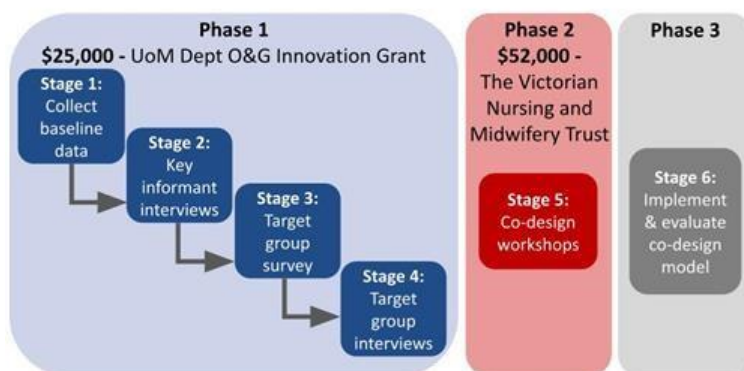 Phase 1
$25,000 - UoM Dept O&G Innovation Grant
Stage 1:
Collect
baseline
data
Stage 2:
Key
informant
interviews
Stage 3:
Target
group
survey
Stage 4:
Target
group
interviews
Phase 2
$52,000 -
The Victorian
Nursing and
Midwifery Trust
Stage 5:
Co-design
workshops
Phase 3
Stage 6:
Implement
& evaluate
co-design
model